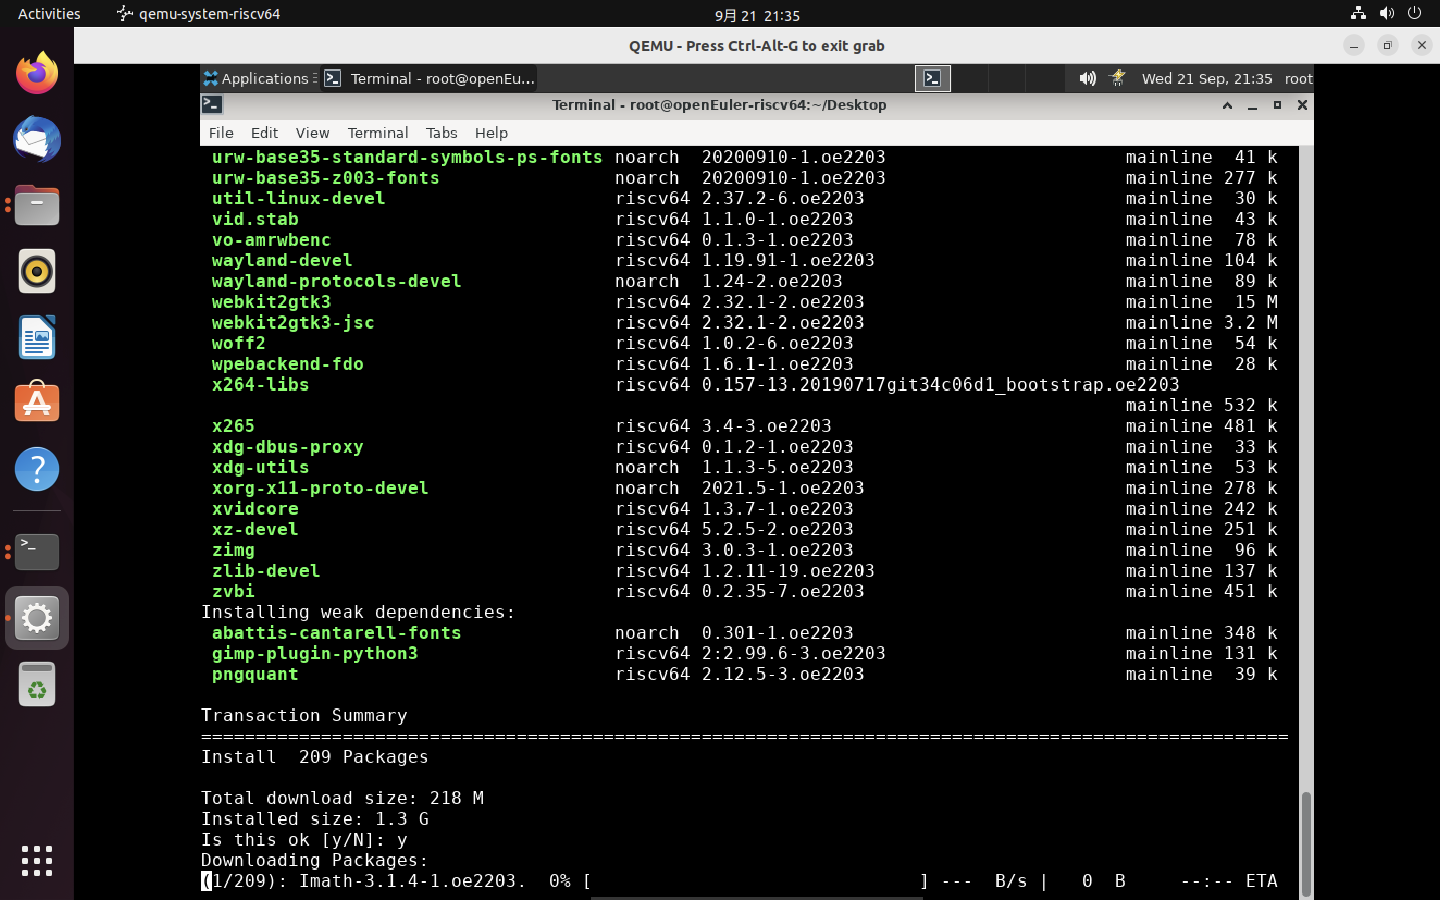 Activities qemu-system-riscv64 9月 21 21:35
QEMU - Press Ctrl-Alt-G to exit grab
Applications Terminal - root@openEu... Wed 21 Sep, 21:35 root
Terminal - root@openEuler-riscv64:~/Desktop
File Edit View Terminal Tabs Help
urw-base35-standard-symbols-ps-fonts noarch 20200910-1.oe2203 mainline 41 k
urw-base35-z003-fonts noarch 20200910-1.oe2203 mainline 277 k
util-linux-devel riscv64 2.37.2-6.oe2203 mainline 30 k
vid.stab riscv64 1.1.0-1.oe2203 mainline 43 k
vo-amrwbenc riscv64 0.1.3-1.oe2203 mainline 78 k
wayland-devel riscv64 1.19.91-1.oe2203 mainline 104 k
wayland-protocols-devel noarch 1.24-2.oe2203 mainline 89 k
webkit2gtk3 riscv64 2.32.1-2.oe2203 mainline 15 M
webkit2gtk3-jsc riscv64 2.32.1-2.oe2203 mainline 3.2 M
woff2 riscv64 1.0.2-6.oe2203 mainline 54 k
wpebackend-fdo riscv64 1.6.1-1.oe2203 mainline 28 k
x264-libs riscv64 0.157-13.20190717git34c06d1_bootstrap.oe2203
mainline 532 k
x265 riscv64 3.4-3.oe2203 mainline 481 k
xdg-dbus-proxy riscv64 0.1.2-1.oe2203 mainline 33 k
xdg-utils noarch 1.1.3-5.oe2203 mainline 53 k
xorg-x11-proto-devel noarch 2021.5-1.oe2203 mainline 278 k
xvidcore riscv64 1.3.7-1.oe2203 mainline 242 k
xz-devel riscv64 5.2.5-2.oe2203 mainline 251 k
zimg riscv64 3.0.3-1.oe2203 mainline 96 k
zlib-devel riscv64 1.2.11-19.oe2203 mainline 137 k
zvbi riscv64 0.2.35-7.oe2203 mainline 451 k
Installing weak dependencies:
abattis-cantarell-fonts noarch 0.301-1.oe2203 mainline 348 k
gimp-plugin-python3 riscv64 2:2.99.6-3.oe2203 mainline 131 k
pngquant riscv64 2.12.5-3.oe2203 mainline 39 k
Transaction Summary
================================================================================
Install 209 Packages
Total download size: 218 M
Installed size: 1.3 G
Is this ok [y/N]: y
Downloading Packages:
(1/209): Imath-3.1.4-1.oe2203. 0% [ ] --- B/s | 0 B --:-- ETA